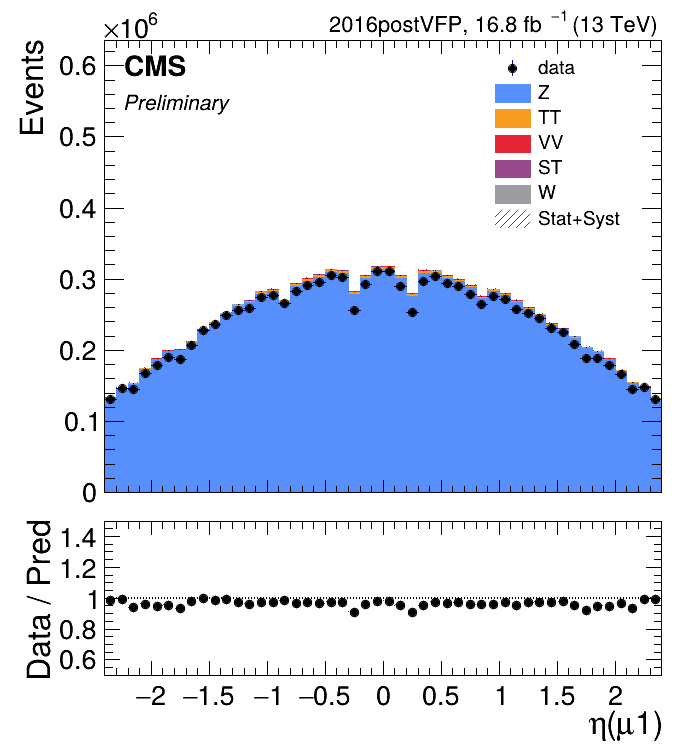 ×10⁶
2016postVFP, 16.8 fb ⁻¹ (13 TeV)
Events
CMS
Preliminary
data
Z
TT
VV
ST
W
Stat+Syst
0.6
0.5
0.4
0.3
0.2
0.1
0
Data / Pred
1.4
1.2
1
0.8
0.6
−2 −1.5 −1 −0.5 0 0.5 1 1.5 2
η(μ1)